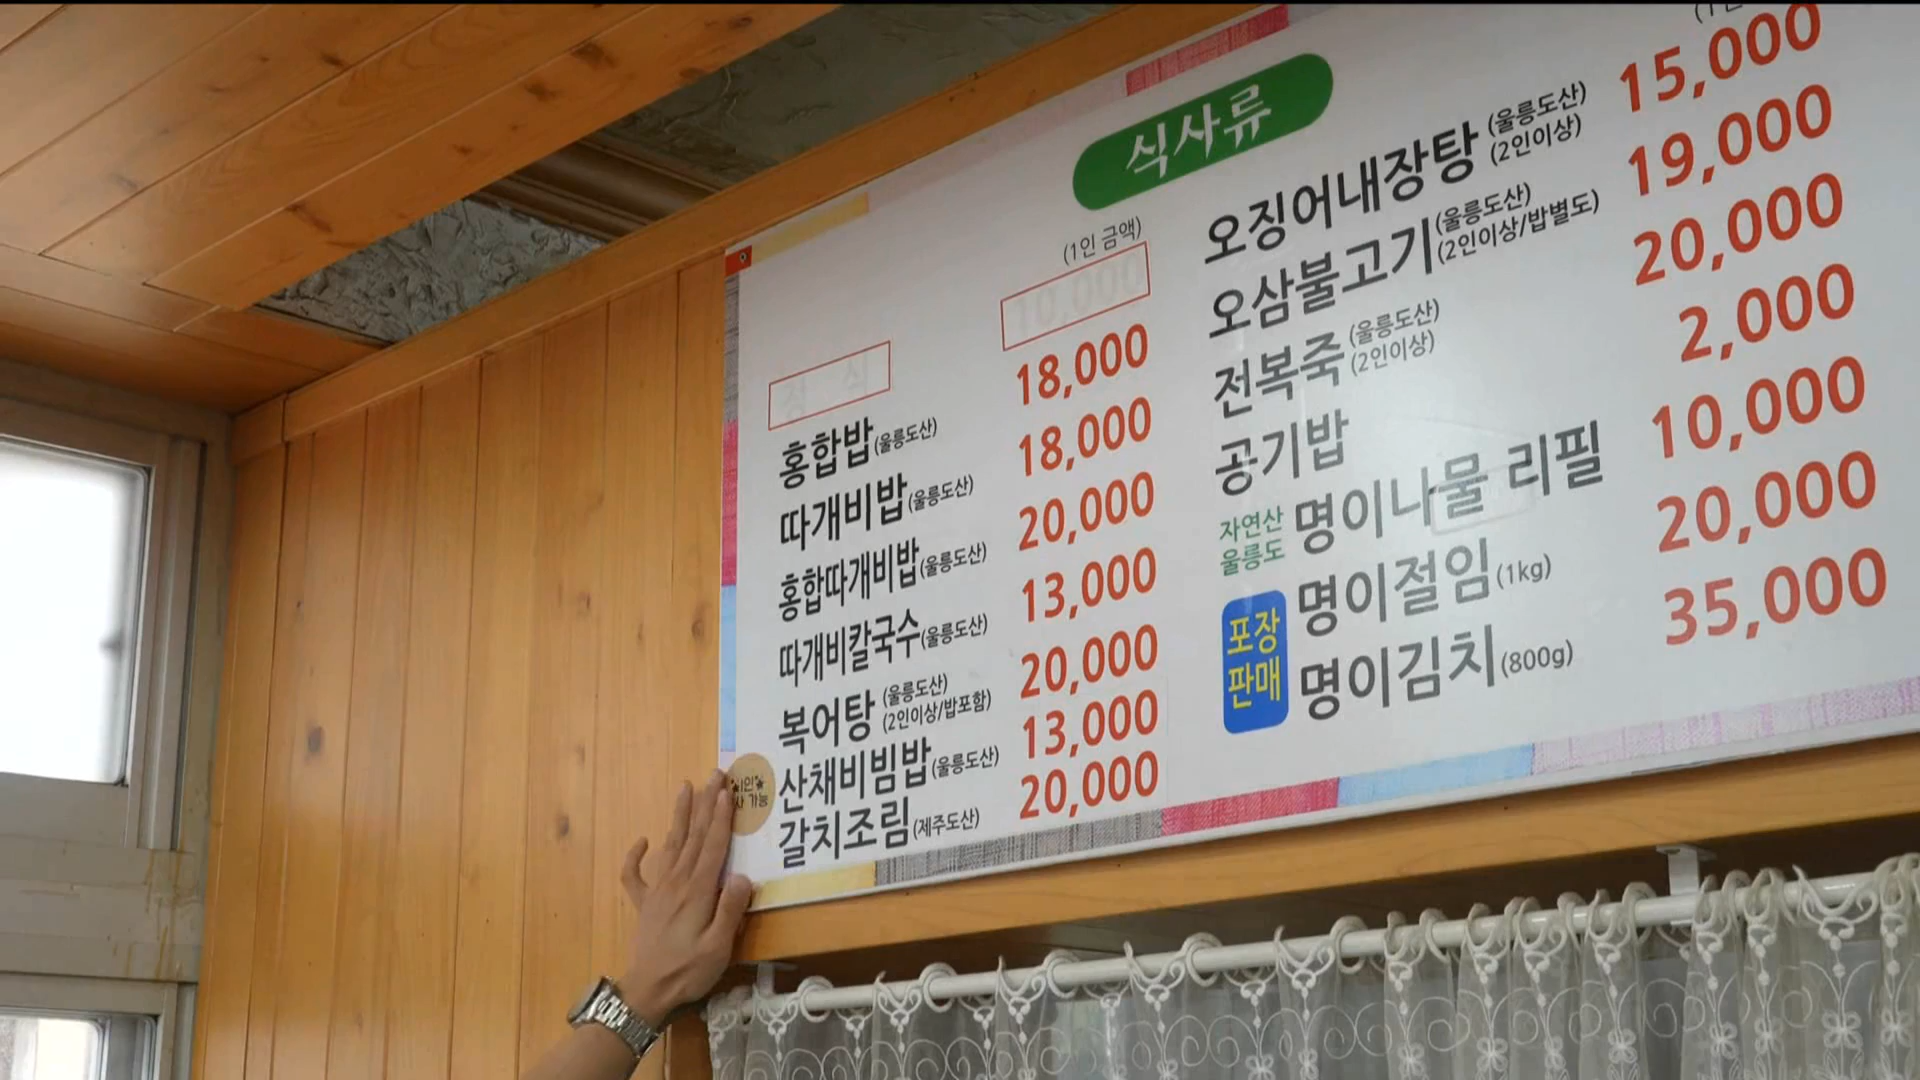 식사류
(1인 금액)
정 식 10,000
홍합밥(울릉도산) 18,000
따개비밥(울릉도산) 18,000
홍합따개비밥(울릉도산) 20,000
따개비칼국수(울릉도산) 13,000
복어탕 (울릉도산) (2인이상/밥포함) 20,000
산채비빔밥(울릉도산) 13,000
갈치조림(제주도산) 20,000
가능
오징어내장탕 (울릉도산) (2인이상) 15,000
오삼불고기 (울릉도산) (2인이상/밥별도) 19,000
전복죽 (울릉도산) (2인이상) 20,000
공기밥 2,000
자연산 울릉도 명이나물 리필 10,000
포장 판매
명이절임(1kg) 20,000
명이김치(800g) 35,000